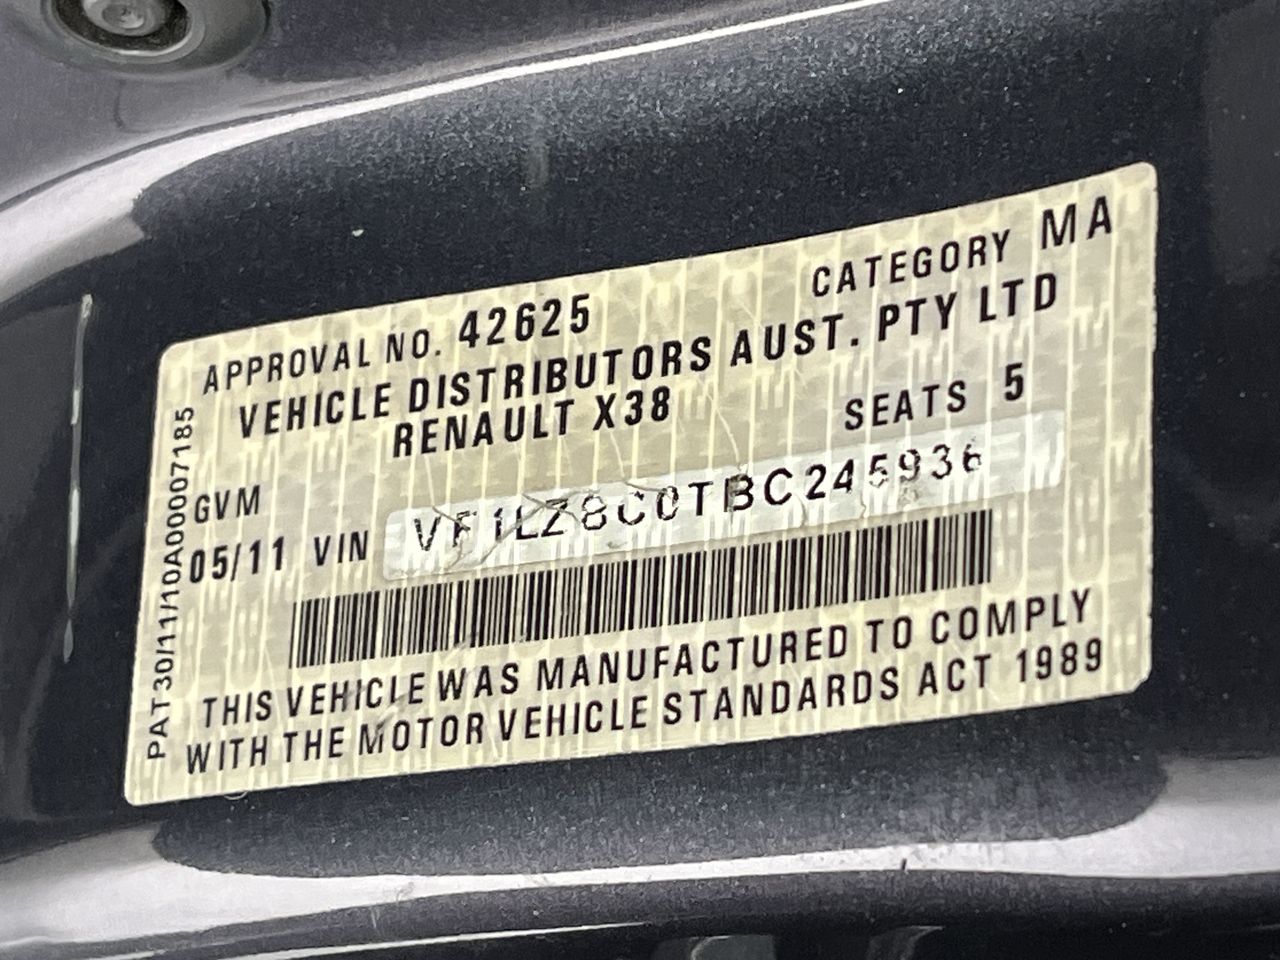 APPROVAL NO. 42625 CATEGORY MA
VEHICLE DISTRIBUTORS AUST. PTY LTD
RENAULT X38 SEATS 5
GVM
05/11 VIN VF1LZ8C0TBC245936
THIS VEHICLE WAS MANUFACTURED TO COMPLY
WITH THE MOTOR VEHICLE STANDARDS ACT 1989
PAT30/11/10A00007185